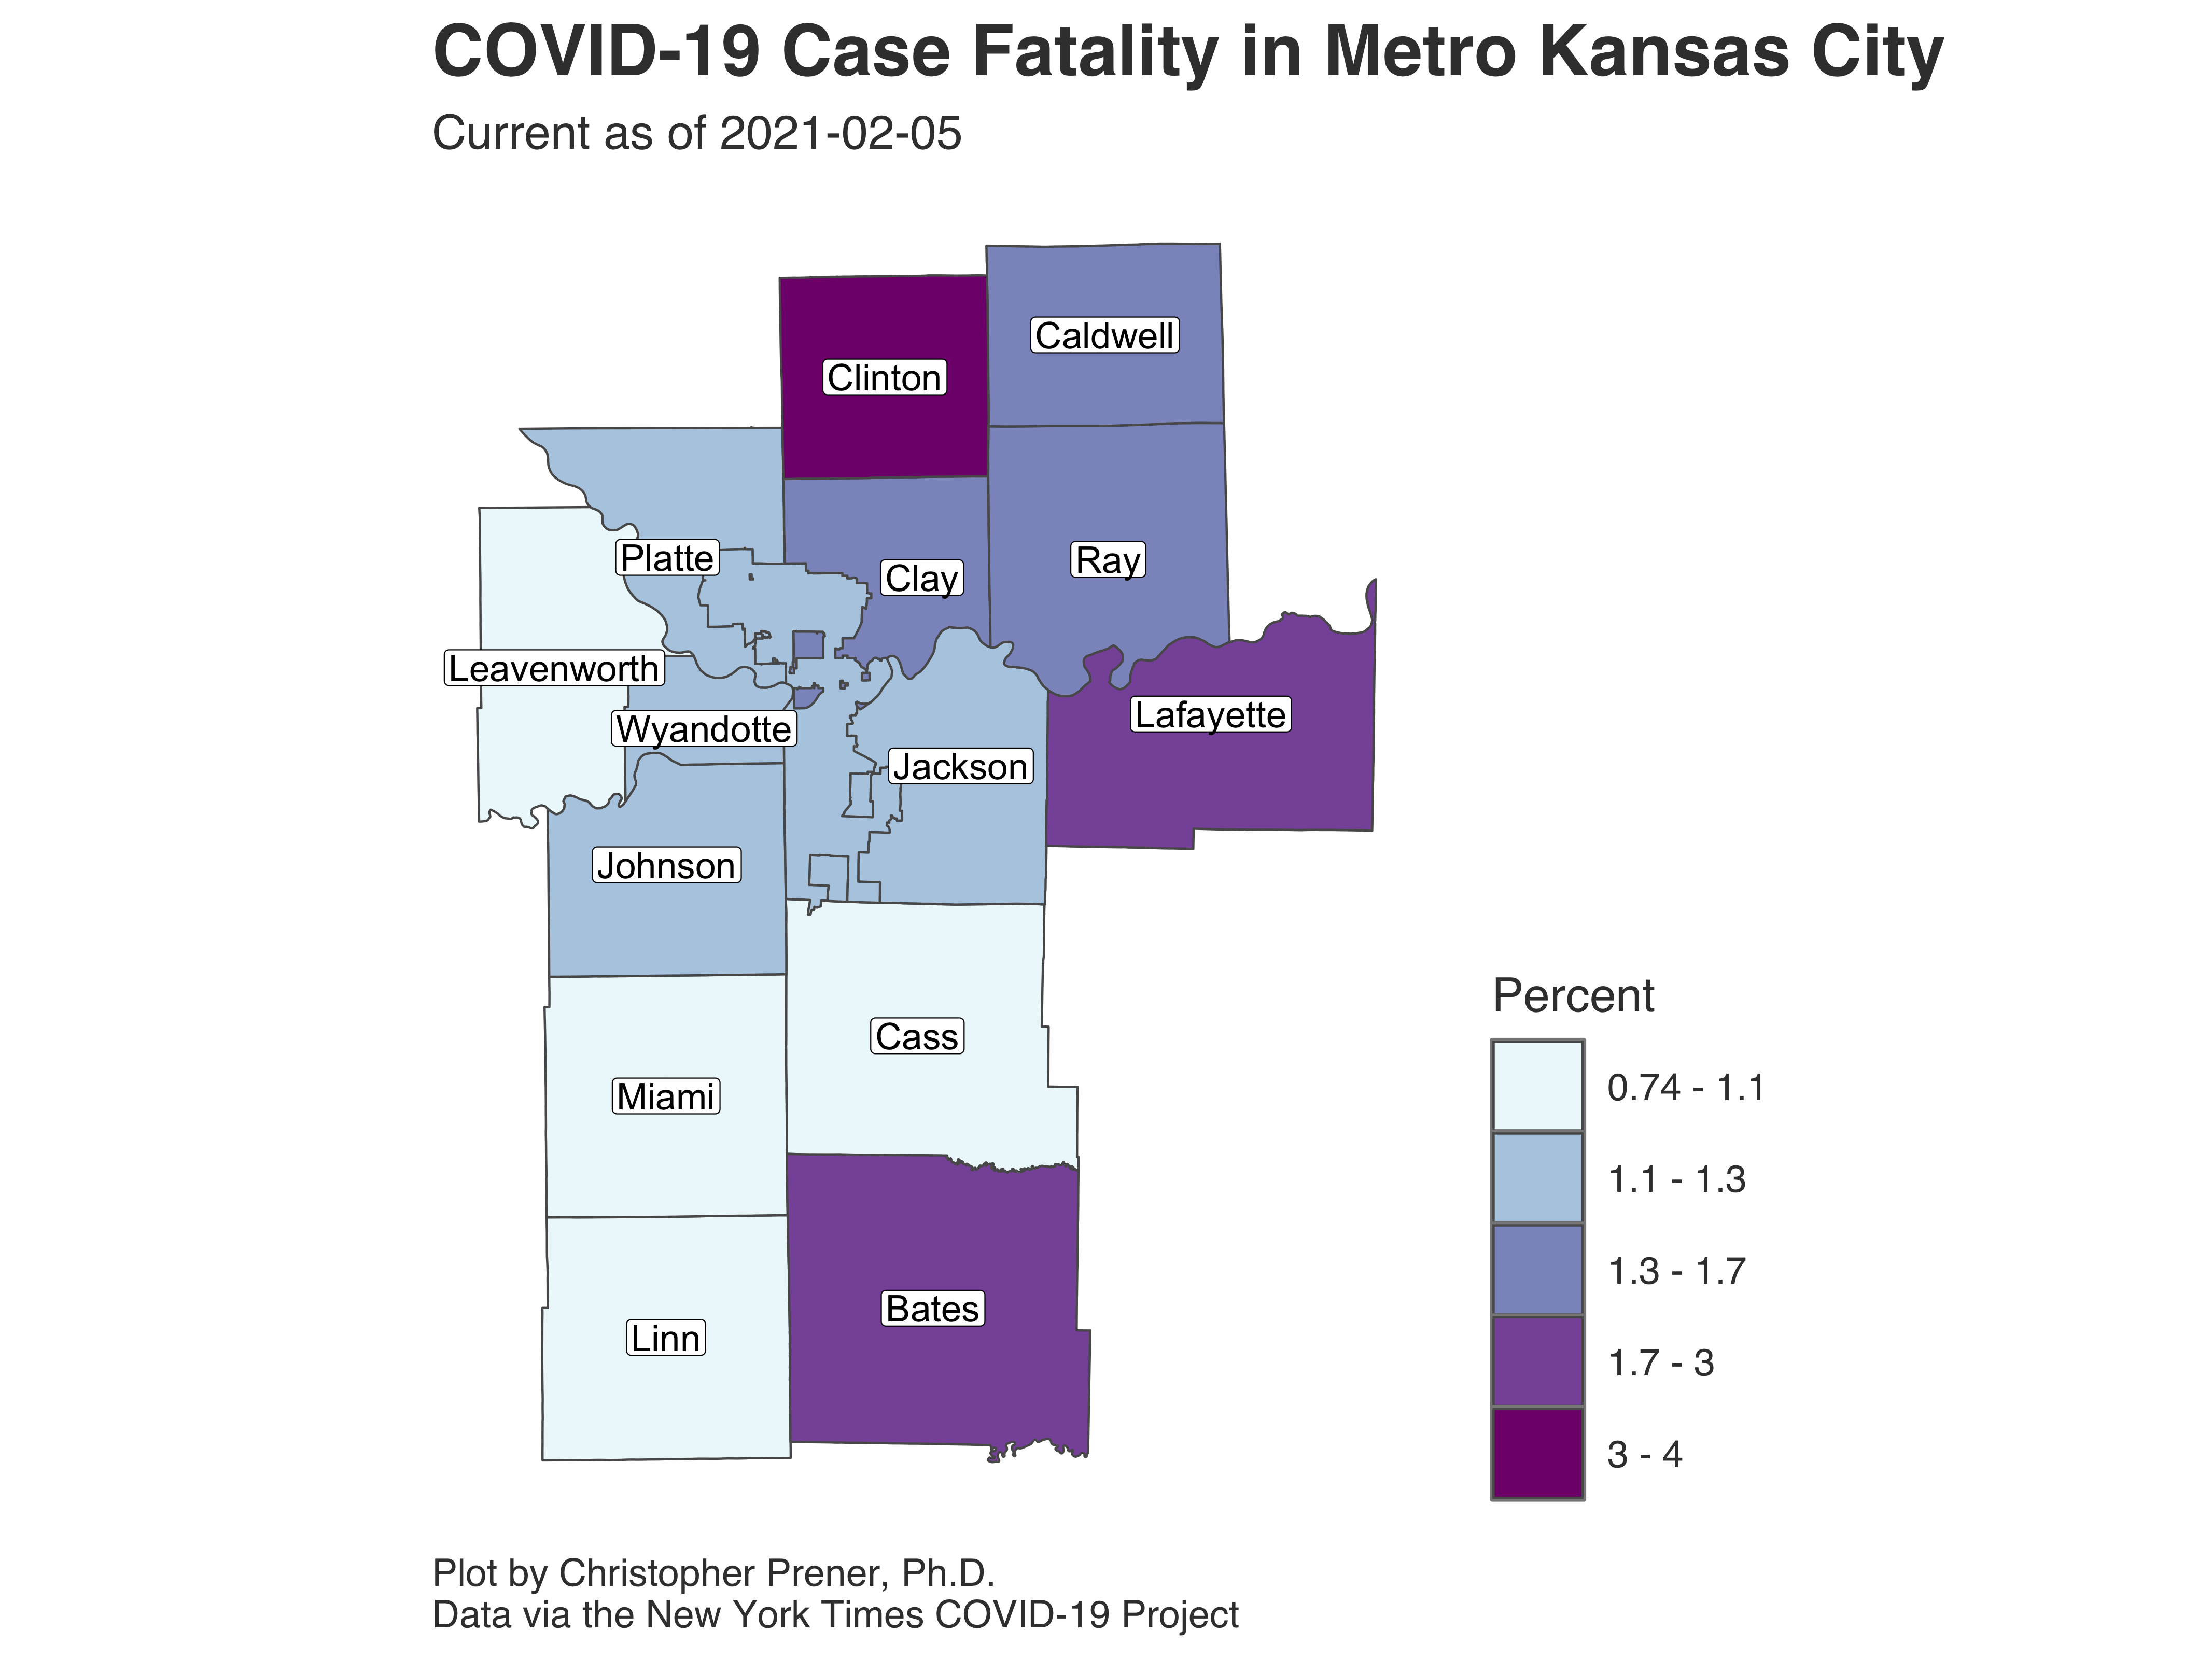 COVID-19 Case Fatality in Metro Kansas City
Current as of 2021-02-05
Caldwell
Clinton
Platte
Clay
Ray
Leavenworth
Lafayette
Wyandotte
Jackson
Johnson
Cass
Miami
Bates
Linn
Percent
0.74 - 1.1
1.1 - 1.3
1.3 - 1.7
1.7 - 3
3 - 4
Plot by Christopher Prener, Ph.D.
Data via the New York Times COVID-19 Project